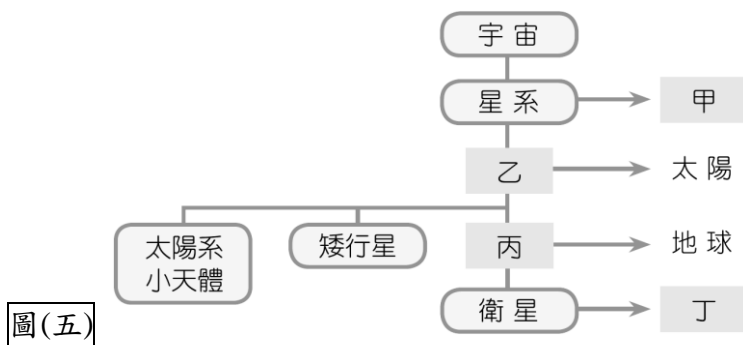 宇宙
星系 甲
乙 太陽
太陽系
小天體
矮行星 丙 地球
衛星 丁
圖(五)